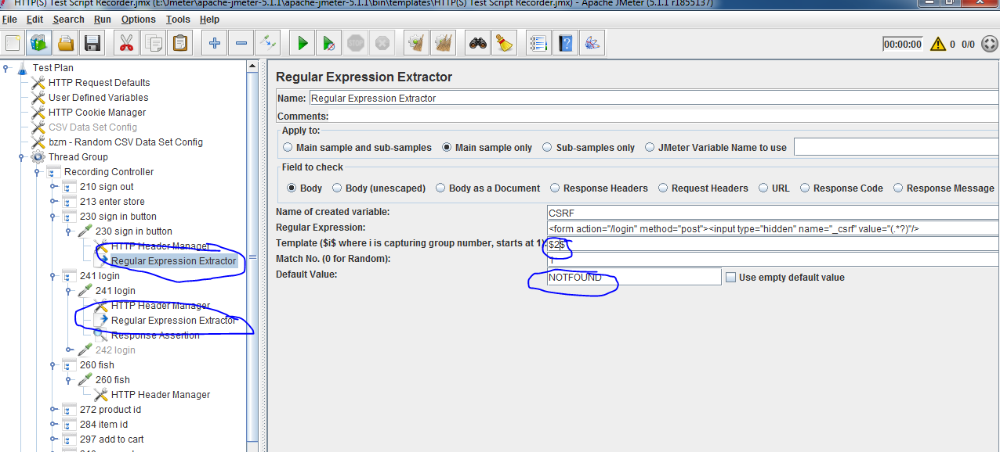 HTTP(S) Test Script Recorder.jmx (E:\Jmeter\apache-jmeter-5.1.1\apache-jmeter-5.1.1\bin\templates\HTTP(S) Test Script Recorder.jmx) - Apache JMeter (5.1.1 r1855137)
File Edit Search Run Options Tools Help
00:00:00 0 0/0
Test Plan
HTTP Request Defaults
User Defined Variables
HTTP Cookie Manager
CSV Data Set Config
bzm - Random CSV Data Set Config
Thread Group
Recording Controller
210 sign out
213 enter store
230 sign in button
230 sign in button
HTTP Header Manager
Regular Expression Extractor
241 login
241 login
HTTP Header Manager
Regular Expression Extractor
Response Assertion
242 login
260 fish
260 fish
HTTP Header Manager
272 product id
284 item id
297 add to cart
Regular Expression Extractor
Name: Regular Expression Extractor
Comments:
Apply to:
Main sample and sub-samples Main sample only Sub-samples only JMeter Variable Name to use
Field to check
Body Body (unescaped) Body as a Document Response Headers Request Headers URL Response Code Response Message
Name of created variable: CSRF
Regular Expression: <form action="/login" method="post"><input type="hidden" name="_csrf" value="(.*?)"/>
Template ($i$ where i is capturing group number, starts at 1): $2$
Match No. (0 for Random): 1
Default Value: NOTFOUND Use empty default value